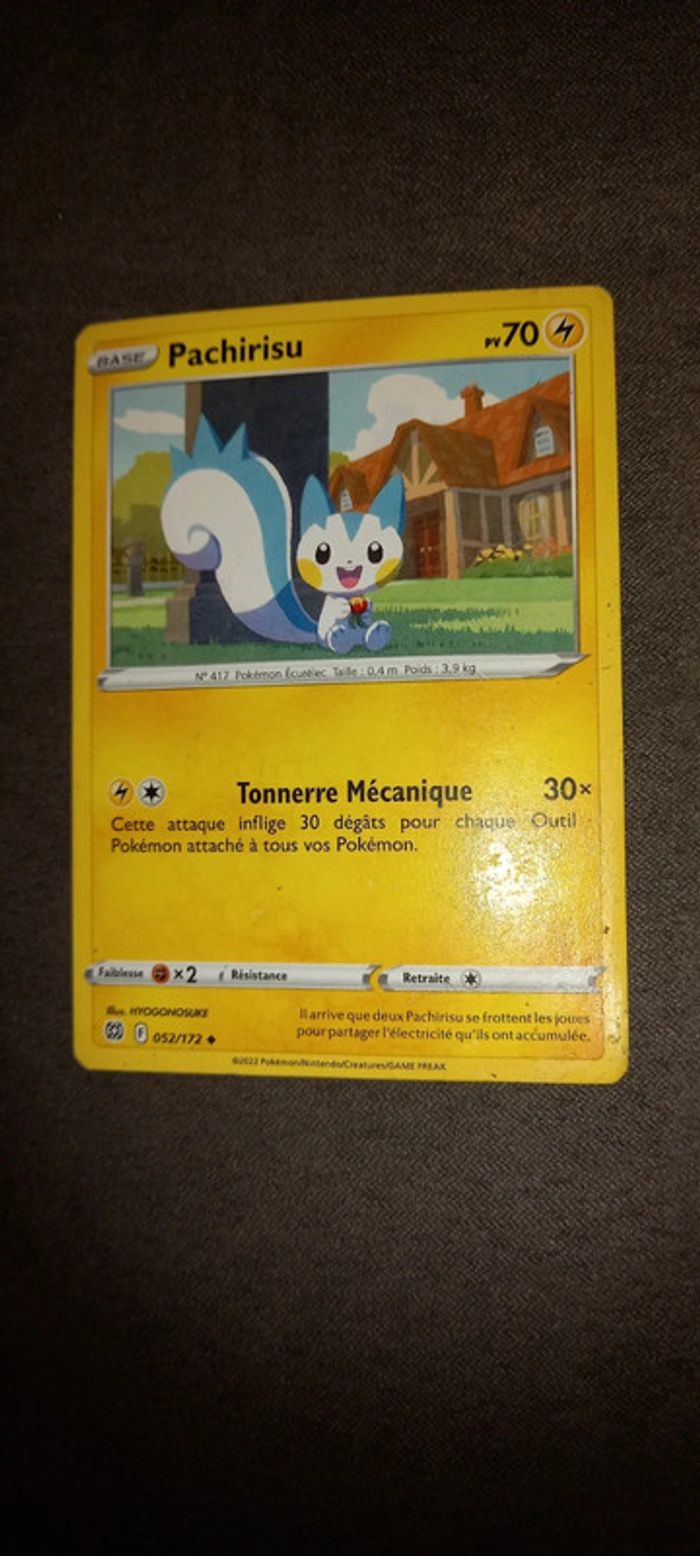 BASE Pachirisu PV 70
N° 417 Pokémon Écurélec Taille : 0,4 m Poids : 3,9 kg
Tonnerre Mécanique 30×
Cette attaque inflige 30 dégâts pour chaque Outil
Pokémon attaché à tous vos Pokémon.
Faiblesse ×2 Résistance Retraite
Illus. HYOGONOSUKE
Il arrive que deux Pachirisu se frottent les joues
F 052/172 pour partager l'électricité qu'ils ont accumulée.
©2022 Pokémon/Nintendo/Creatures/GAME FREAK